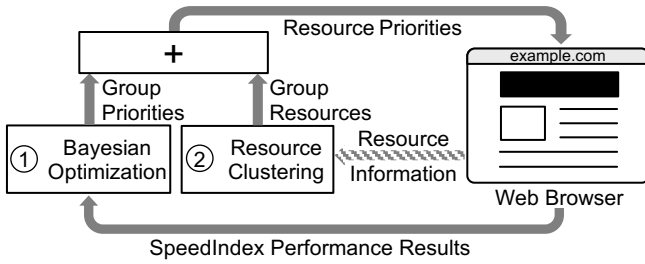 Resource Priorities
+
example.com
Group
Priorities
Group
Resources
① Bayesian
Optimization
② Resource
Clustering
Resource
Information
Web Browser
SpeedIndex Performance Results